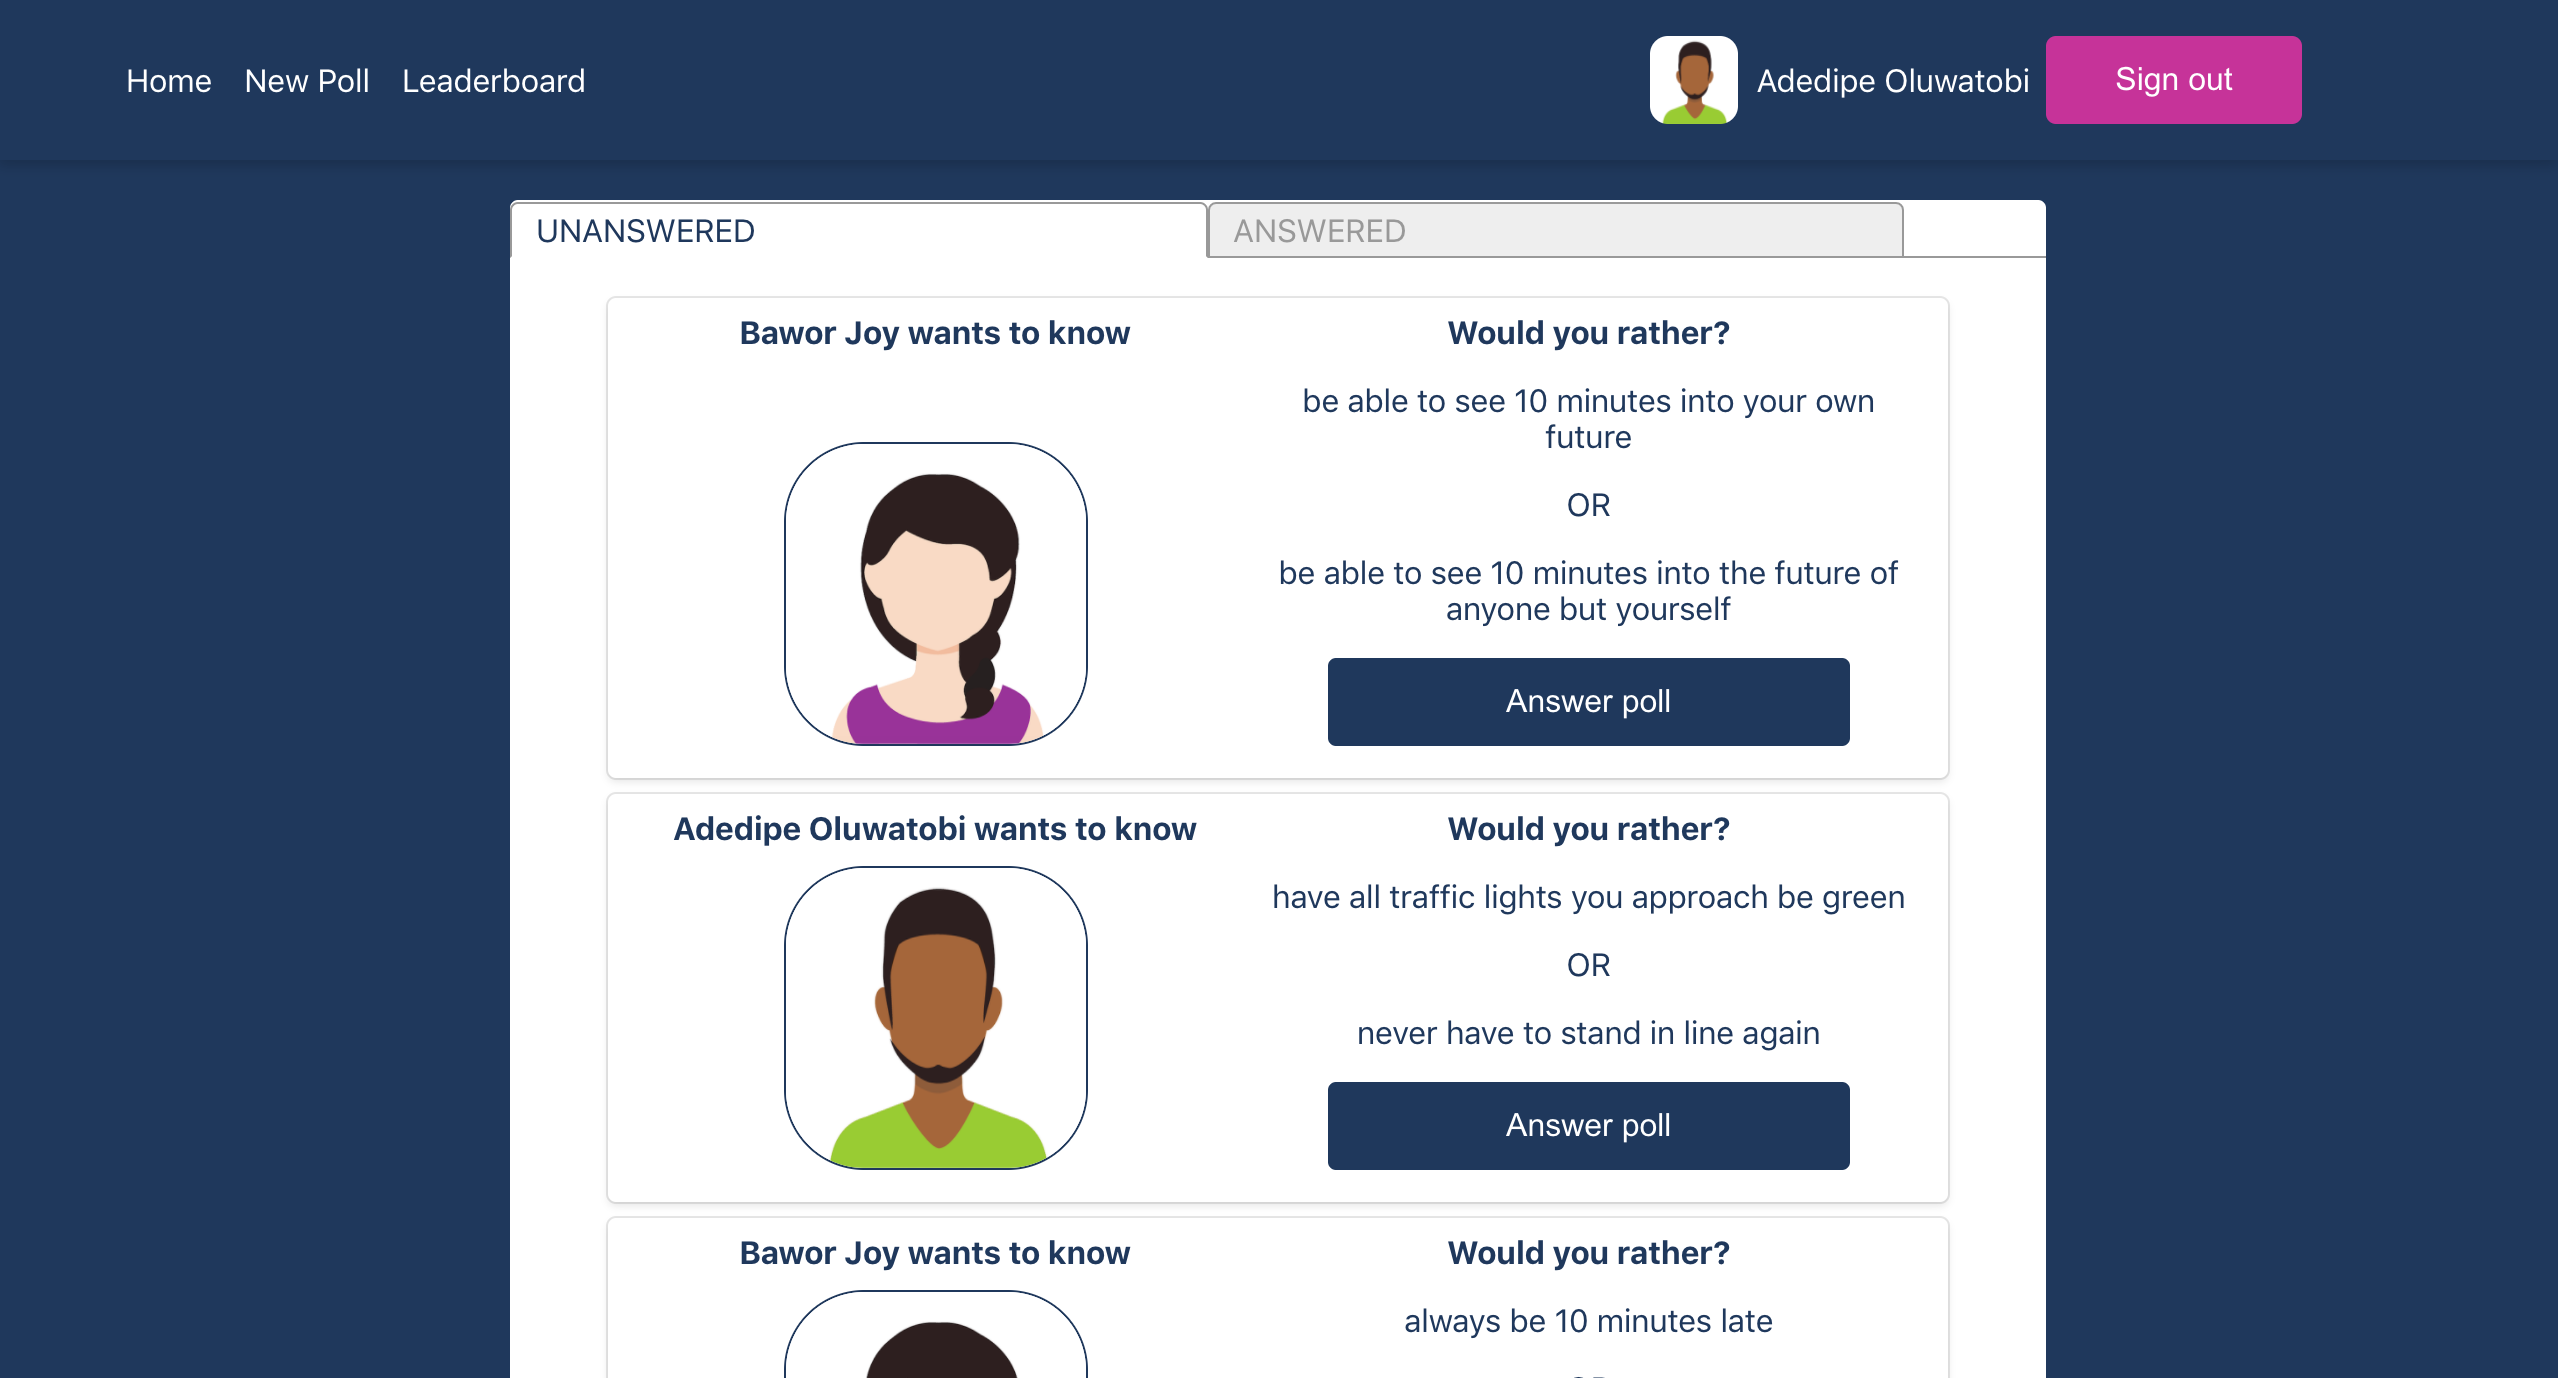 Home New Poll Leaderboard Adedipe Oluwatobi Sign out
UNANSWERED ANSWERED
Bawor Joy wants to know
Would you rather?
be able to see 10 minutes into your own
future
OR
be able to see 10 minutes into the future of
anyone but yourself
Answer poll
Adedipe Oluwatobi wants to know
Would you rather?
have all traffic lights you approach be green
OR
never have to stand in line again
Answer poll
Bawor Joy wants to know
Would you rather?
always be 10 minutes late